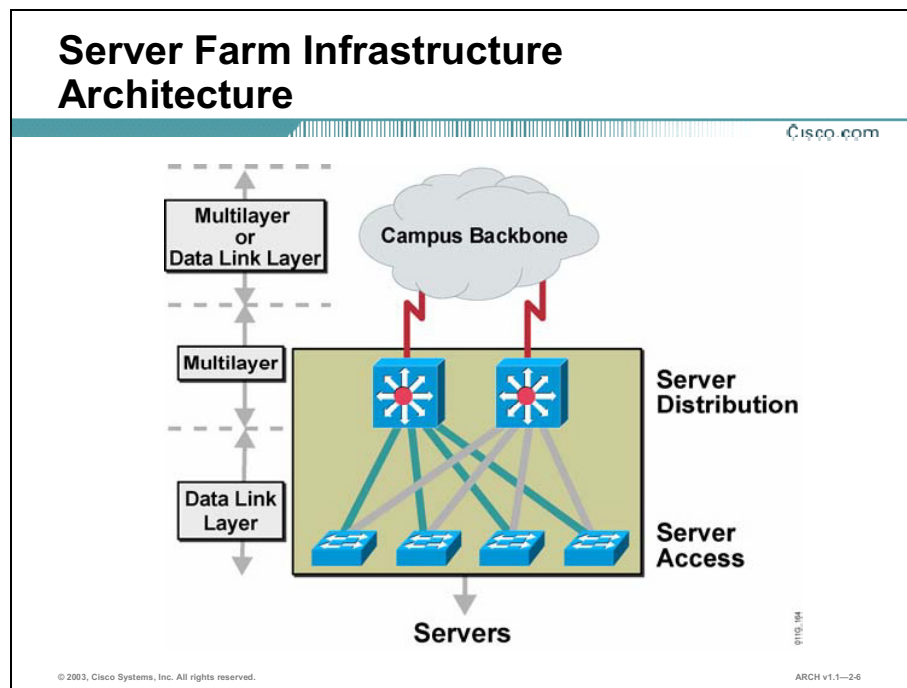 Server Farm Infrastructure
Architecture
Cisco.com
Multilayer
or
Data Link Layer
Campus Backbone
Multilayer
Server
Distribution
Data Link
Layer
Server
Access
Servers
011G_164
© 2003, Cisco Systems, Inc. All rights reserved.
ARCH v1.1—2-6